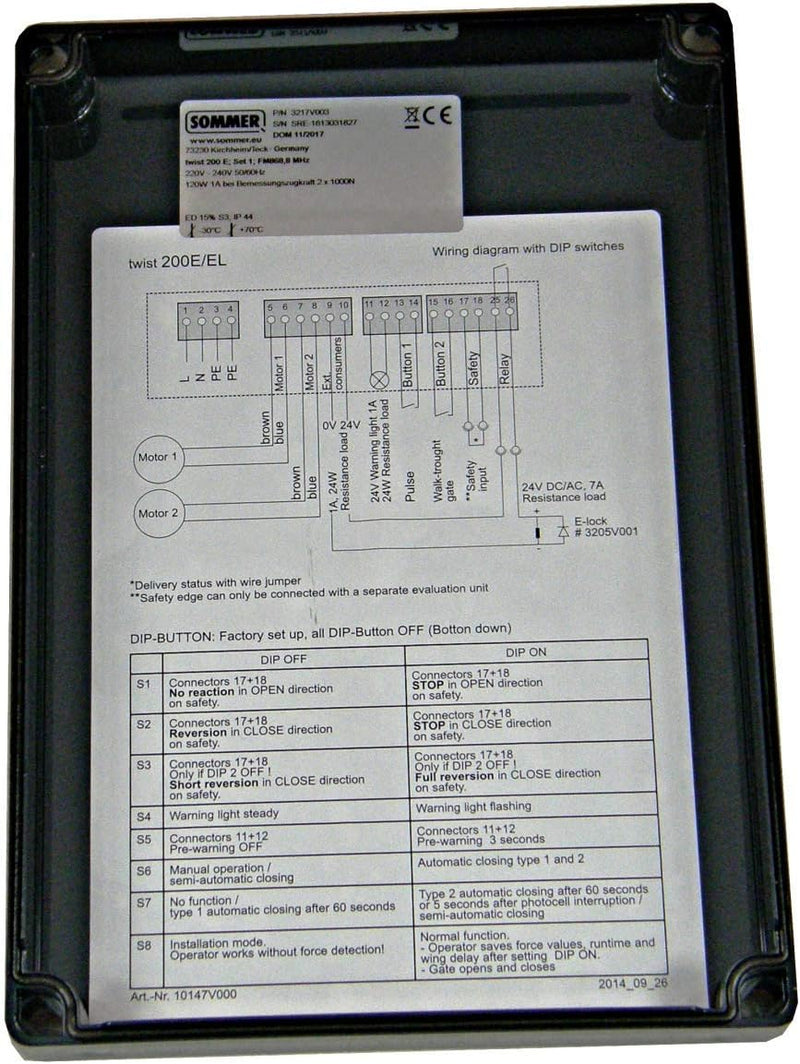 SOMMER
P/N 3217V003
S/N SRE-1613031627
DOM 11/2017
www.sommer.eu
73230 Kirchheim/Teck Germany
twist 200 E; Set 1; FM868,8 MHz
220V - 240V 50/60Hz
120W 1A bei Bemessungszugkraft 2 x 1000N
ED 15% S3, IP 44
-30°C +70°C
CE
twist 200E/EL
Wiring diagram with DIP switches
1 2 3 4
5 6 7 8 9 10
11 12 13 14
15 16 17 18 25 26
L
N
PE
PE
Motor 1
Motor 2
Ext.
consumers
Button 1
Button 2
Safety
Relay
brown
blue
brown
blue
0V 24V
1A, 24W
Resistance load
24V Warning light 1A
24W Resistance load
Pulse
Walk-trought
gate
*
**Safety
input
Motor 1
Motor 2
24V DC/AC, 7A
Resistance load
+
-
E-lock
# 3205V001
*Delivery status with wire jumper
**Safety edge can only be connected with a separate evaluation unit
DIP-BUTTON: Factory set up, all DIP-Button OFF (Botton down)
DIP OFF
DIP ON
S1
Connectors 17+18
No reaction in OPEN direction
on safety.
Connectors 17+18
STOP in OPEN direction
on safety.
S2
Connectors 17+18
Reversion in CLOSE direction
on safety.
Connectors 17+18
STOP in CLOSE direction
on safety.
S3
Connectors 17+18
Only if DIP 2 OFF !
Short reversion in CLOSE direction
on safety.
Connectors 17+18
Only if DIP 2 OFF !
Full reversion in CLOSE direction
on safety.
S4
Warning light steady
Warning light flashing
S5
Connectors 11+12
Pre-warning OFF
Connectors 11+12
Pre-warning 3 seconds
S6
Manual operation /
semi-automatic closing
Automatic closing type 1 and 2
S7
No function /
type 1 automatic closing after 60 seconds
Type 2 automatic closing after 60 seconds
or 5 seconds after photocell interruption /
semi-automatic closing
S8
Installation mode.
Operator works without force detection!
Normal function.
- Operator saves force values, runtime and
wing delay after setting DIP ON.
- Gate opens and closes
Art.-Nr. 10147V000
2014_09_26